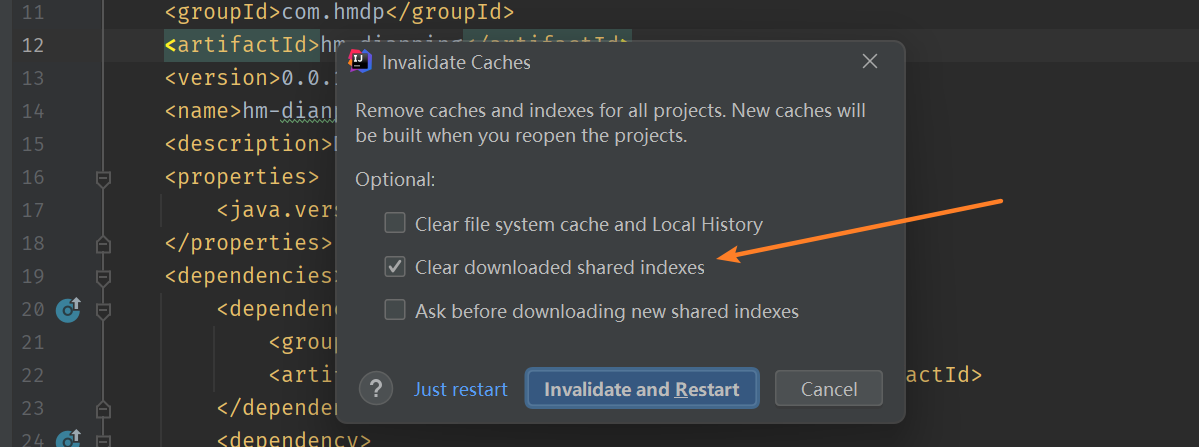 11 <groupId>com.hmdp</groupId>
12 <artifactId>hm-dianping</artifactId>
Invalidate Caches
13 <version>0.0.
Remove caches and indexes for all projects. New caches will
14 <name>hm-dianp
be built when you reopen the projects.
15 <description>
16 <properties>
Optional:
17 <java.vers
Clear file system cache and Local History
18 </properties>
Clear downloaded shared indexes
19 <dependencies>
20 <dependenc
Ask before downloading new shared indexes
21 <group
22 <artif
actId>
? Just restart Invalidate and Restart Cancel
23 </depende
24 <dependency>